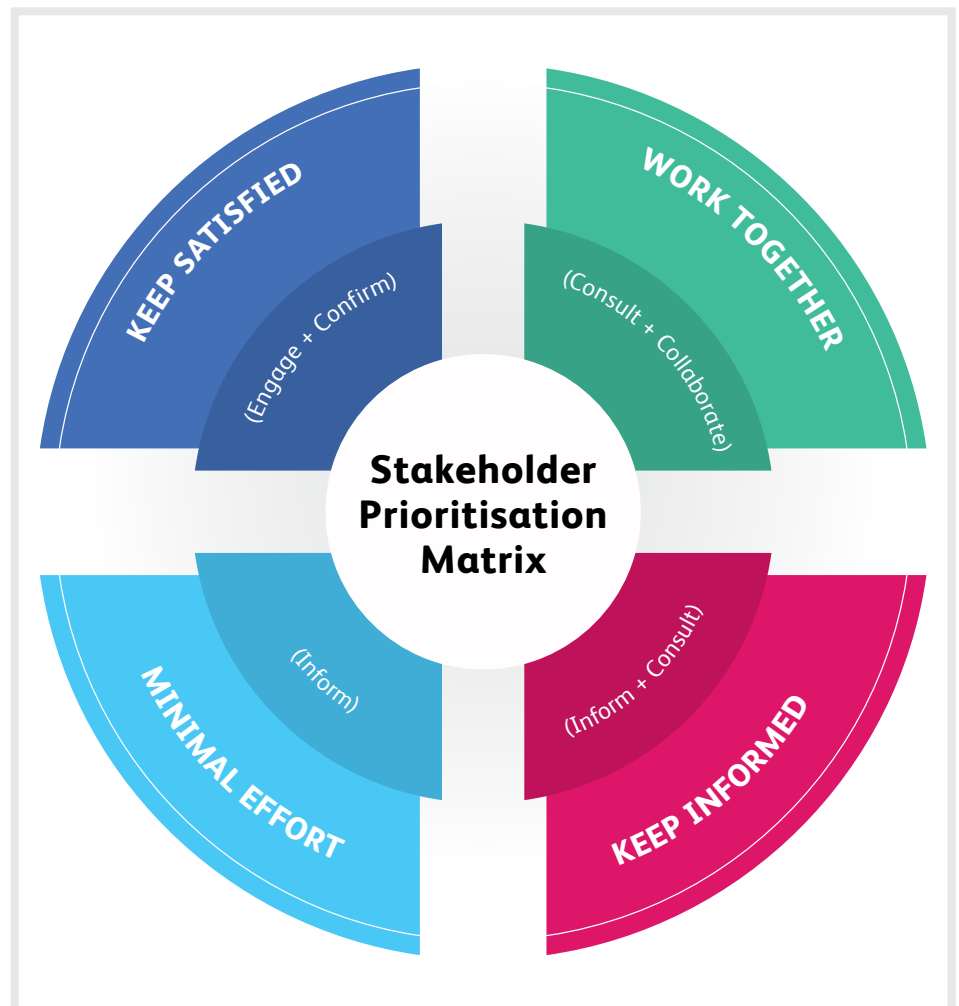 KEEP SATISFIED
(Engage + Confirm)
WORK TOGETHER
(Consult + Collaborate)
Stakeholder
Prioritisation
Matrix
MINIMAL EFFORT
(Inform)
KEEP INFORMED
(Inform + Consult)